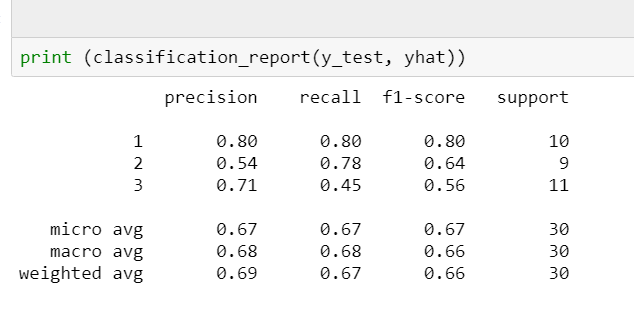 print (classification_report(y_test, yhat))
precision recall f1-score support
1 0.80 0.80 0.80 10
2 0.54 0.78 0.64 9
3 0.71 0.45 0.56 11
micro avg 0.67 0.67 0.67 30
macro avg 0.68 0.68 0.66 30
weighted avg 0.69 0.67 0.66 30